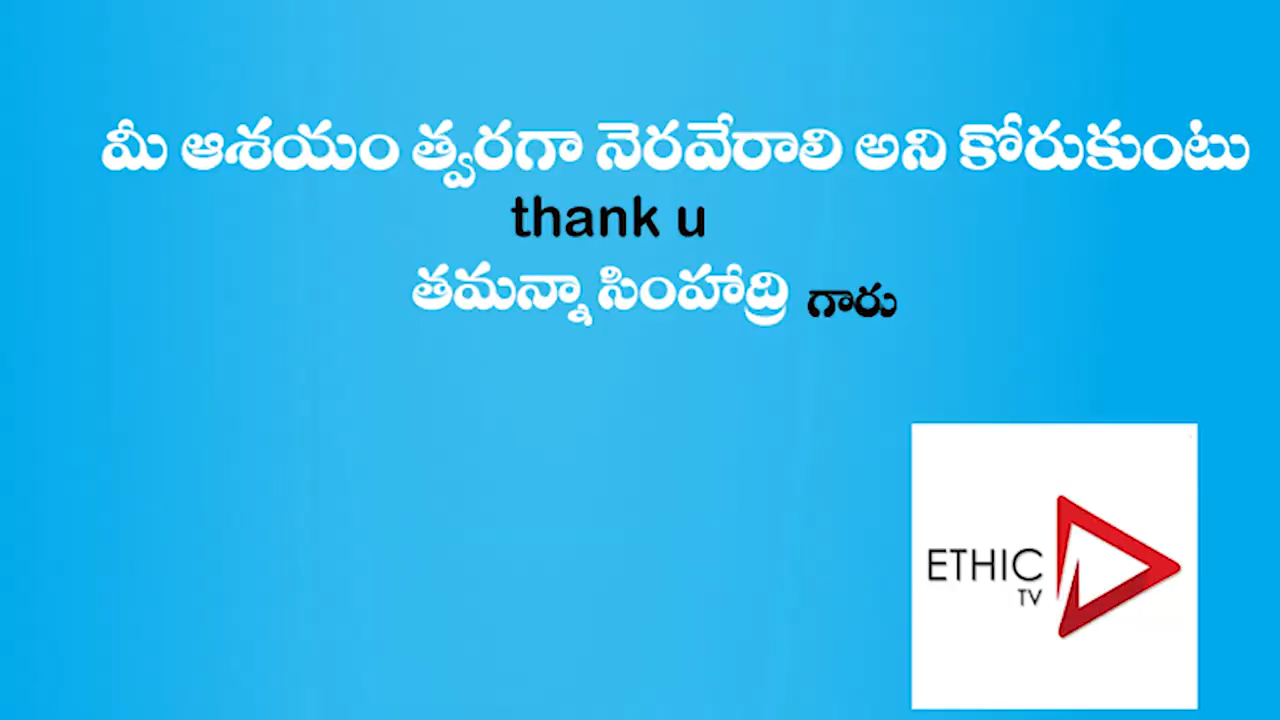 మీ ఆశయం త్వరగా నెరవేరాలి అని కోరుకుంటు
thank u
తమన్నా సింహాద్రి గారు
ETHIC
TV